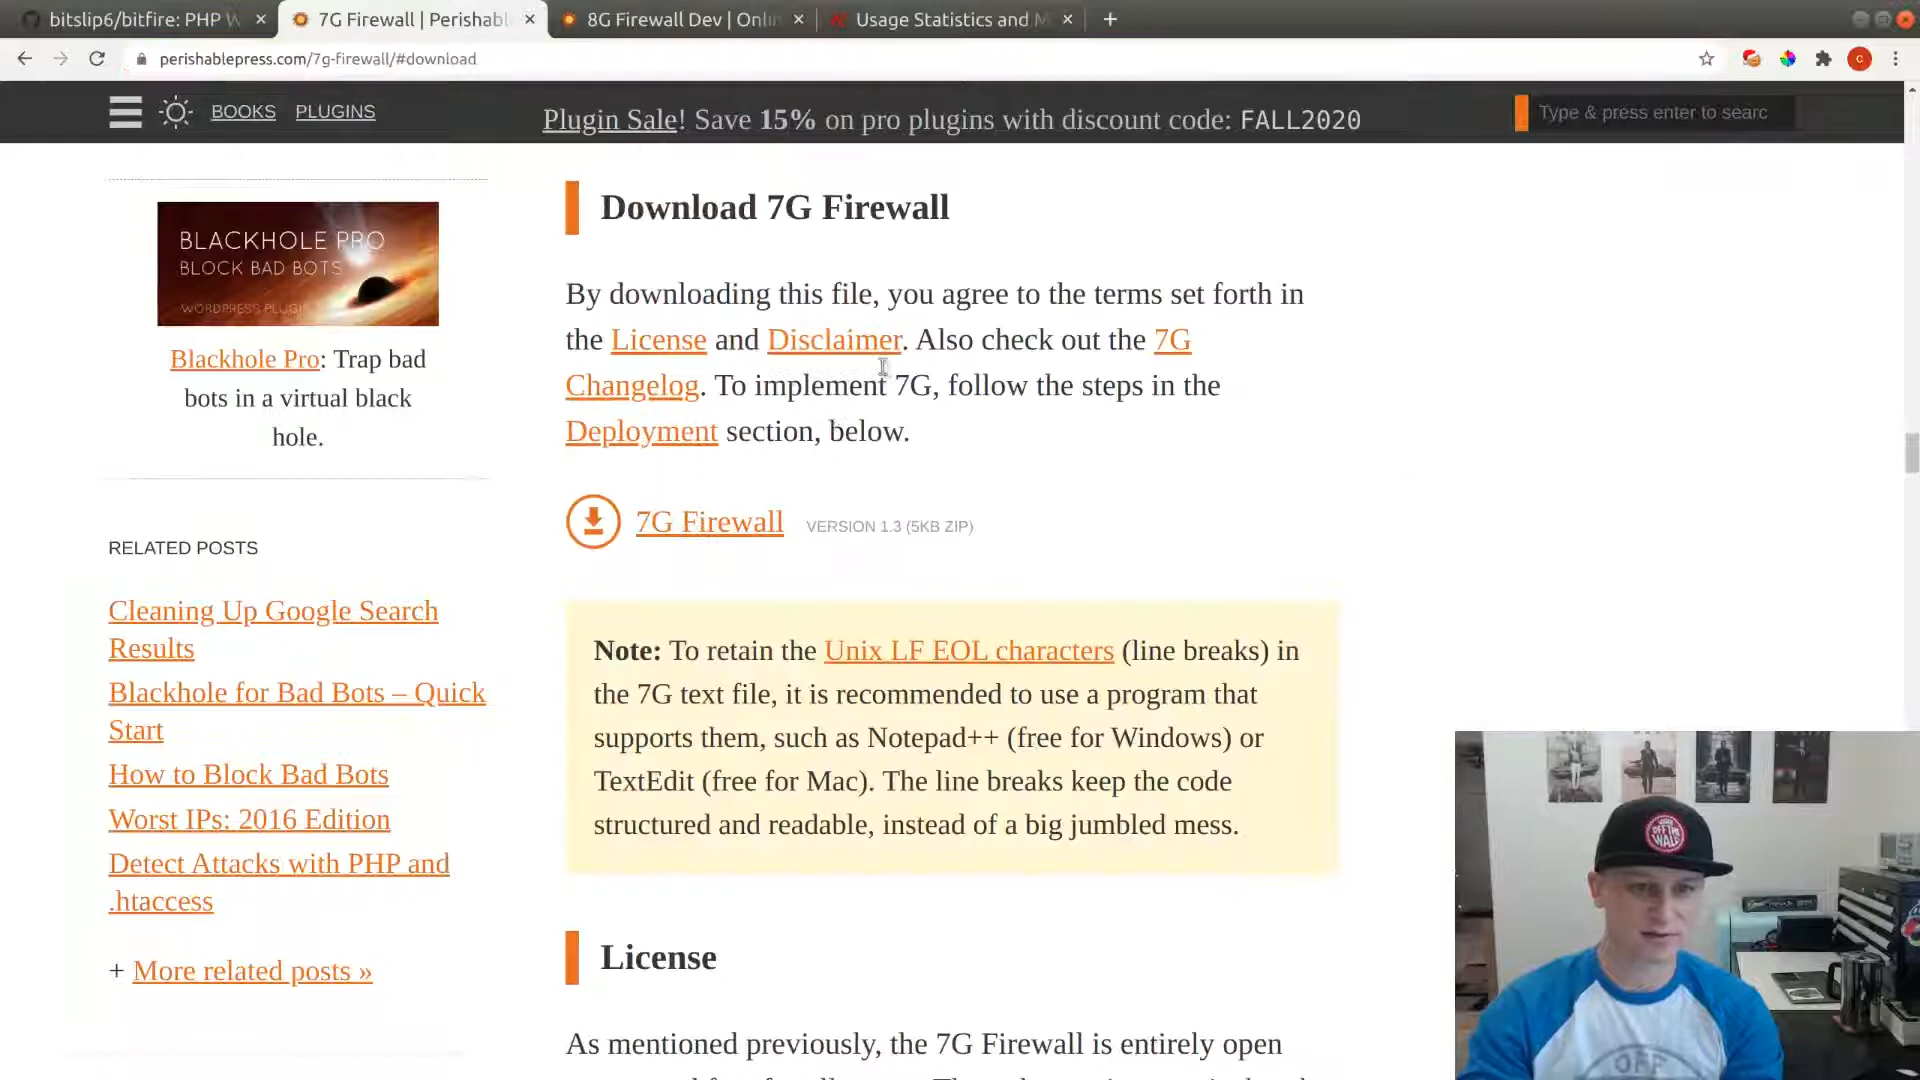 bitslip6/bitfire: PHP W
7G Firewall | Perishabl
8G Firewall Dev | Onli
Usage Statistics and M
perishablepress.com/7g-firewall/#download
BOOKS PLUGINS
Plugin Sale! Save 15% on pro plugins with discount code: FALL2020
Type & press enter to searc
BLACKHOLE PRO
BLOCK BAD BOTS
WORDPRESS PLUGIN
Blackhole Pro: Trap bad
bots in a virtual black
hole.
RELATED POSTS
Cleaning Up Google Search
Results
Blackhole for Bad Bots – Quick
Start
How to Block Bad Bots
Worst IPs: 2016 Edition
Detect Attacks with PHP and
.htaccess
+ More related posts »
Download 7G Firewall
By downloading this file, you agree to the terms set forth in
the License and Disclaimer. Also check out the 7G
Changelog. To implement 7G, follow the steps in the
Deployment section, below.
7G Firewall VERSION 1.3 (5KB ZIP)
Note: To retain the Unix LF EOL characters (line breaks) in
the 7G text file, it is recommended to use a program that
supports them, such as Notepad++ (free for Windows) or
TextEdit (free for Mac). The line breaks keep the code
structured and readable, instead of a big jumbled mess.
License
As mentioned previously, the 7G Firewall is entirely open
OFF THE
WALL
OFF